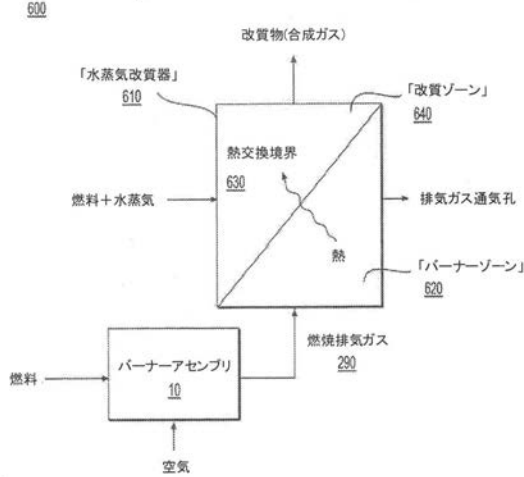 600
改質物(合成ガス)
「水蒸気改質器」
610
「改質ゾーン」
640
熱交換境界
630
燃料+水蒸気
排気ガス通気孔
熱
「バーナーゾーン」
620
燃焼排気ガス
290
燃料
バーナーアセンブリ
10
空気